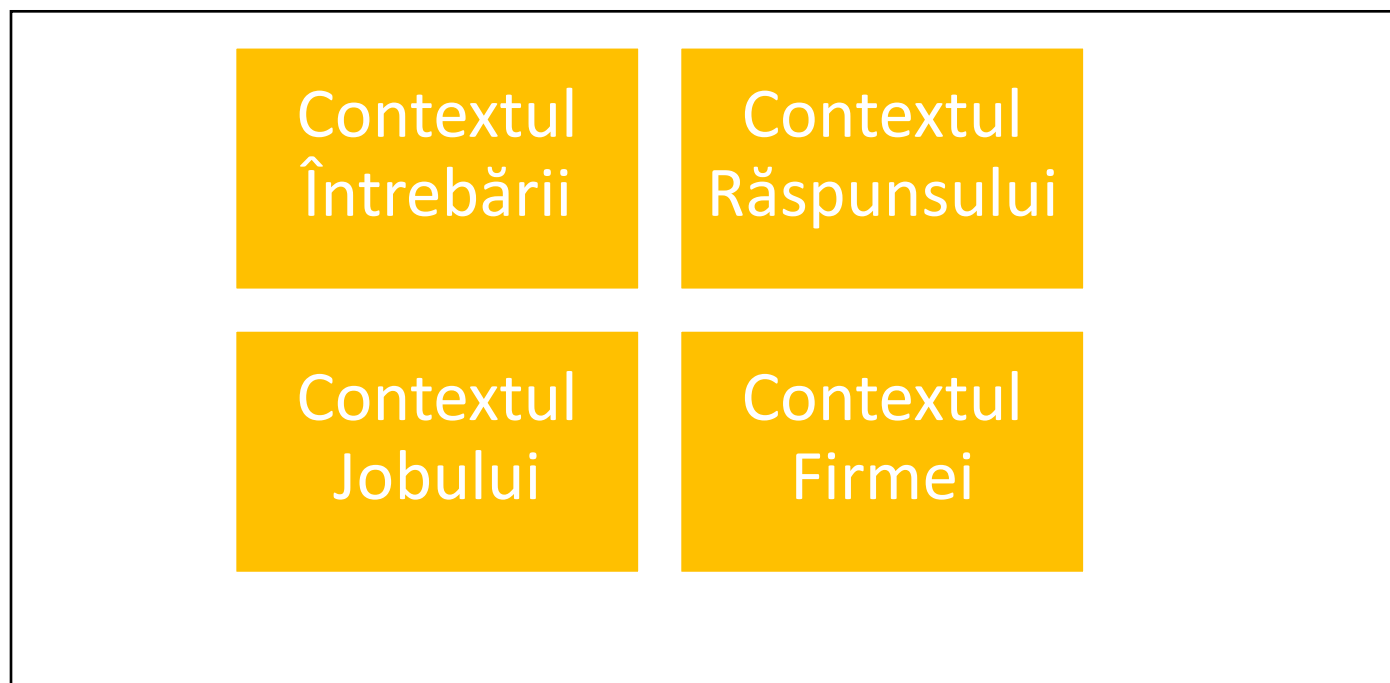 Contextul
Întrebării
Contextul
Răspunsului
Contextul
Jobului
Contextul
Firmei